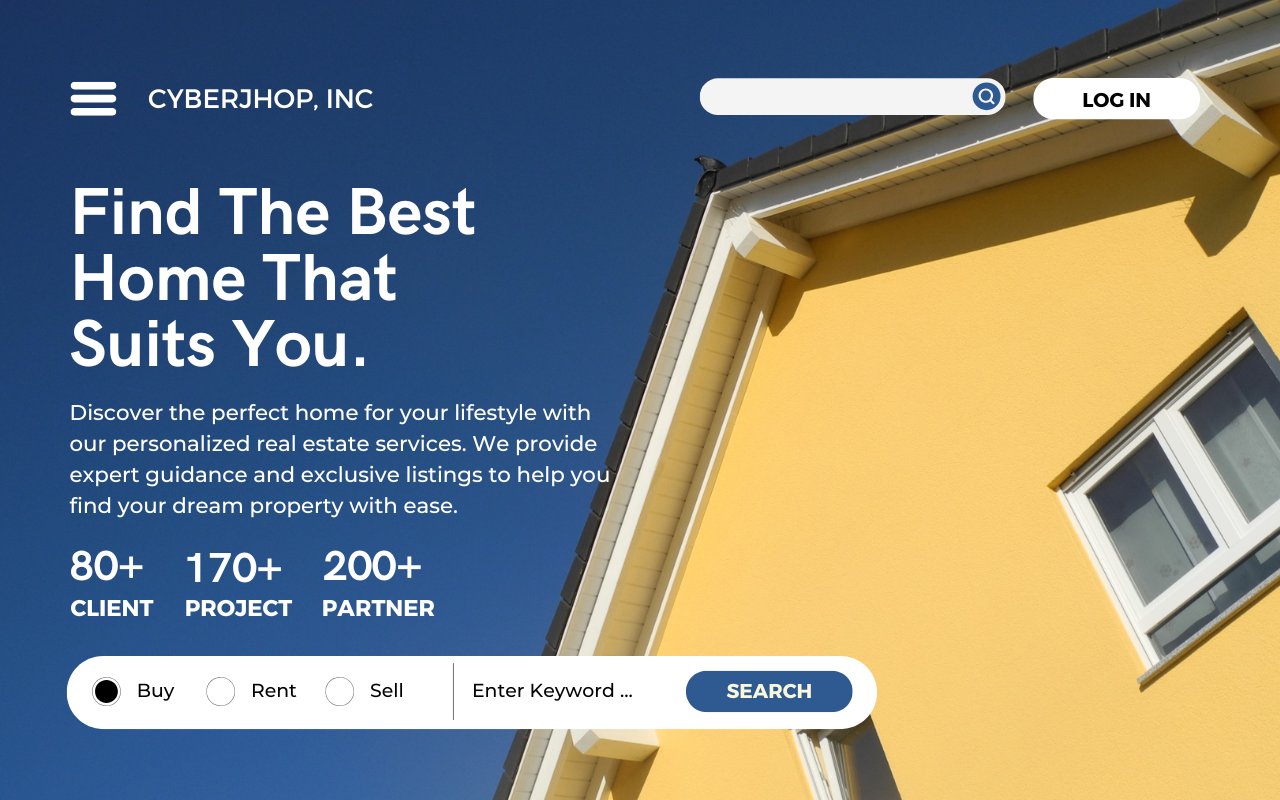 CYBERJHOP, INC
LOG IN
Find The Best
Home That
Suits You.
Discover the perfect home for your lifestyle with
our personalized real estate services. We provide
expert guidance and exclusive listings to help you
find your dream property with ease.
80+ 170+ 200+
CLIENT PROJECT PARTNER
Buy Rent Sell Enter Keyword ... SEARCH